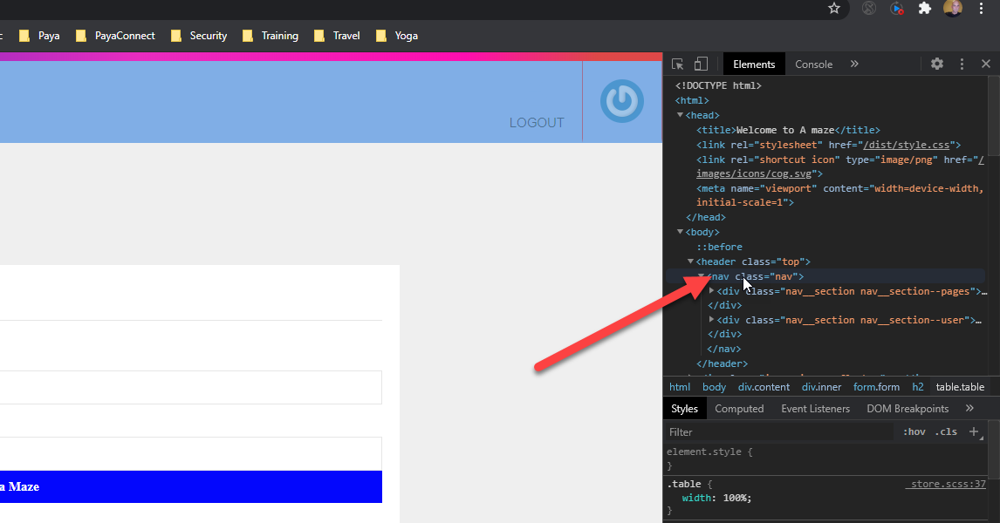 c Paya PayaConnect Security Training Travel Yoga
LOGOUT
a Maze
Elements Console »
<!DOCTYPE html>
<html>
<head>
<title>Welcome to A maze</title>
<link rel="stylesheet" href="/dist/style.css">
<link rel="shortcut icon" type="image/png" href="/
images/icons/cog.svg">
<meta name="viewport" content="width=device-width,
initial-scale=1">
</head>
<body>
::before
<header class="top">
<nav class="nav">
<div class="nav__section nav__section--pages">…
</div>
<div class="nav__section nav__section--user">…
</div>
</nav>
</header>
html body div.content div.inner form.form h2 table.table
Styles Computed Event Listeners DOM Breakpoints »
Filter :hov .cls +
element.style {
}
.table { _store.scss:37
width: 100%;
}